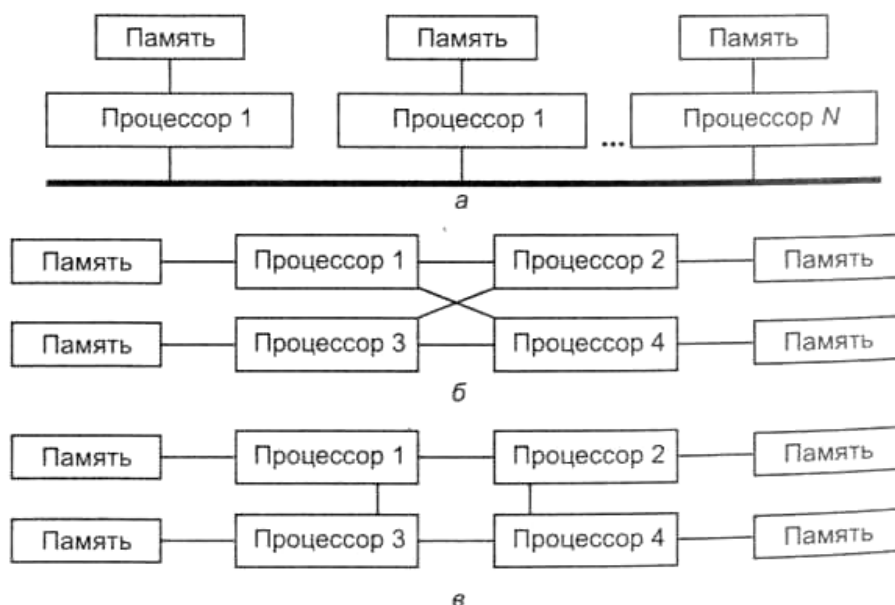 Память Память Память
Процессор 1 Процессор 1 ... Процессор N
а
Память Процессор 1 Процессор 2 Память
Память Процессор 3 Процессор 4 Память
б
Память Процессор 1 Процессор 2 Память
Память Процессор 3 Процессор 4 Память
в